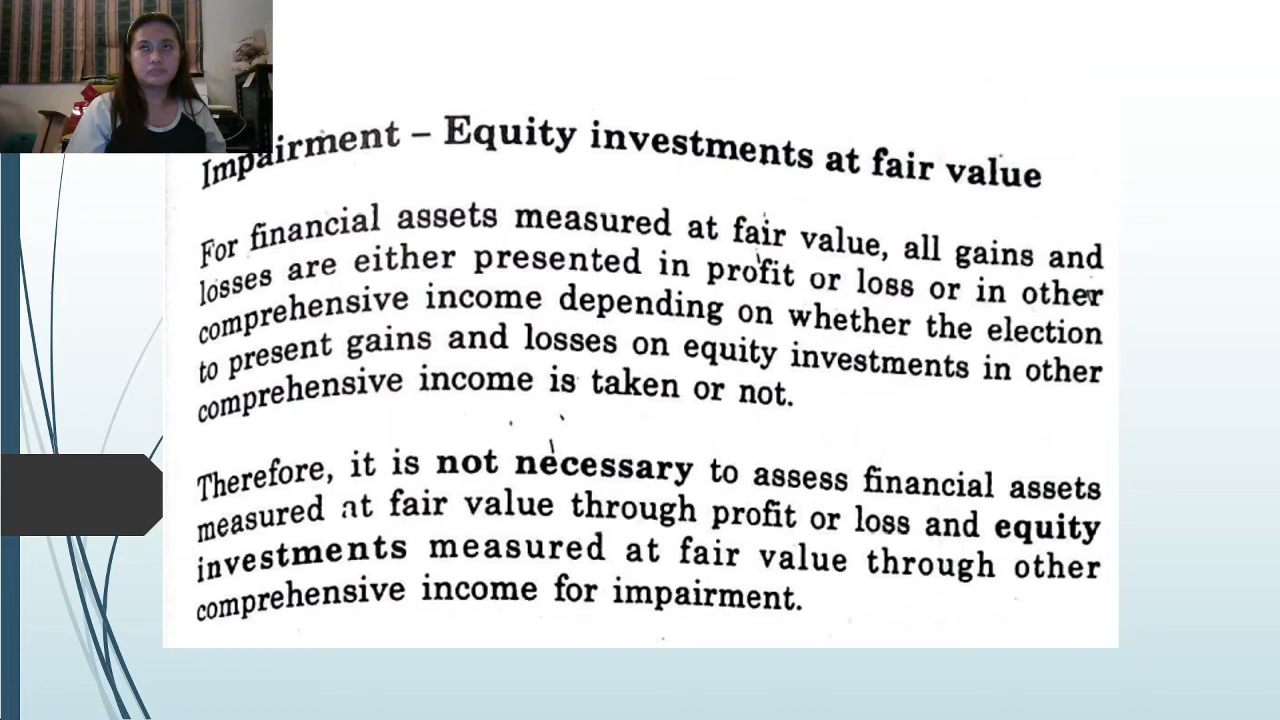 Impairment – Equity investments at fair value
For financial assets measured at fair value, all gains and
losses are either presented in profit or loss or in other
comprehensive income depending on whether the election
to present gains and losses on equity investments in other
comprehensive income is taken or not.
Therefore, it is not necessary to assess financial assets
measured at fair value through profit or loss and equity
investments measured at fair value through other
comprehensive income for impairment.